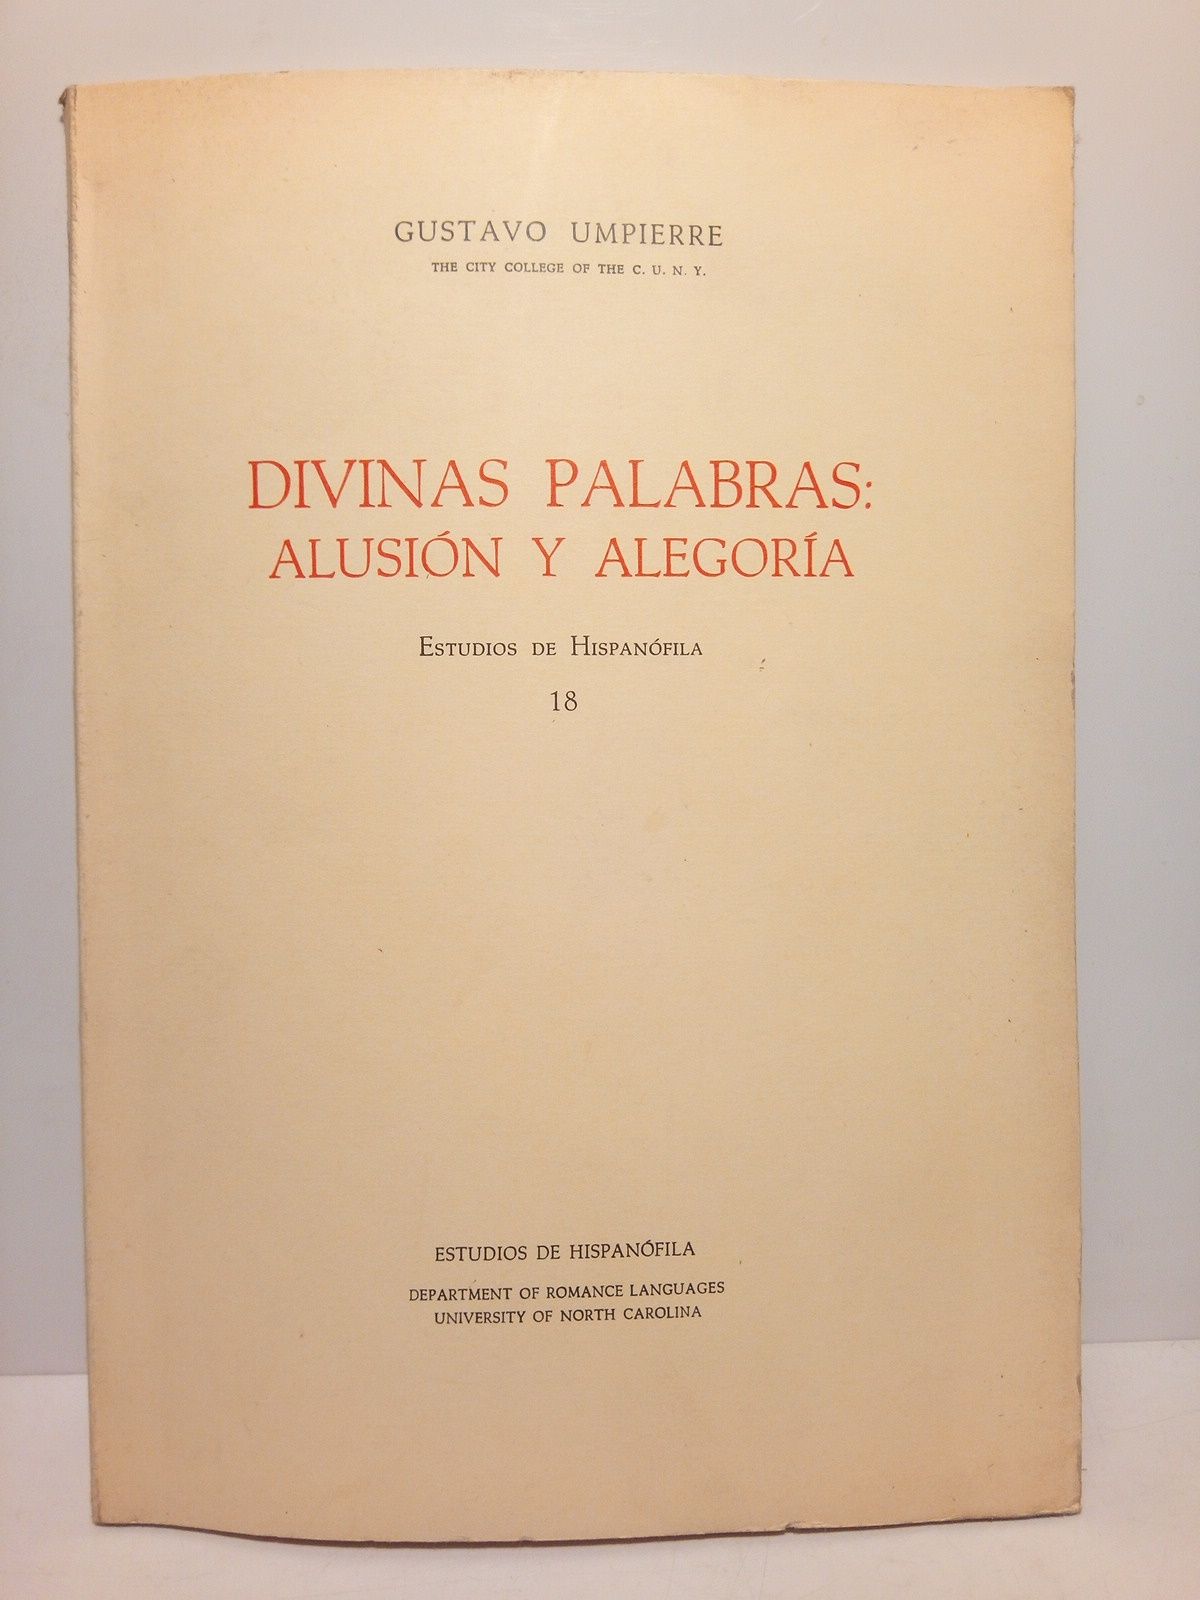 GUSTAVO UMPIERRE
THE CITY COLLEGE OF THE C. U. N. Y.
DIVINAS PALABRAS:
ALUSIÓN Y ALEGORÍA
ESTUDIOS DE HISPANÓFILA
18
ESTUDIOS DE HISPANÓFILA
DEPARTMENT OF ROMANCE LANGUAGES
UNIVERSITY OF NORTH CAROLINA